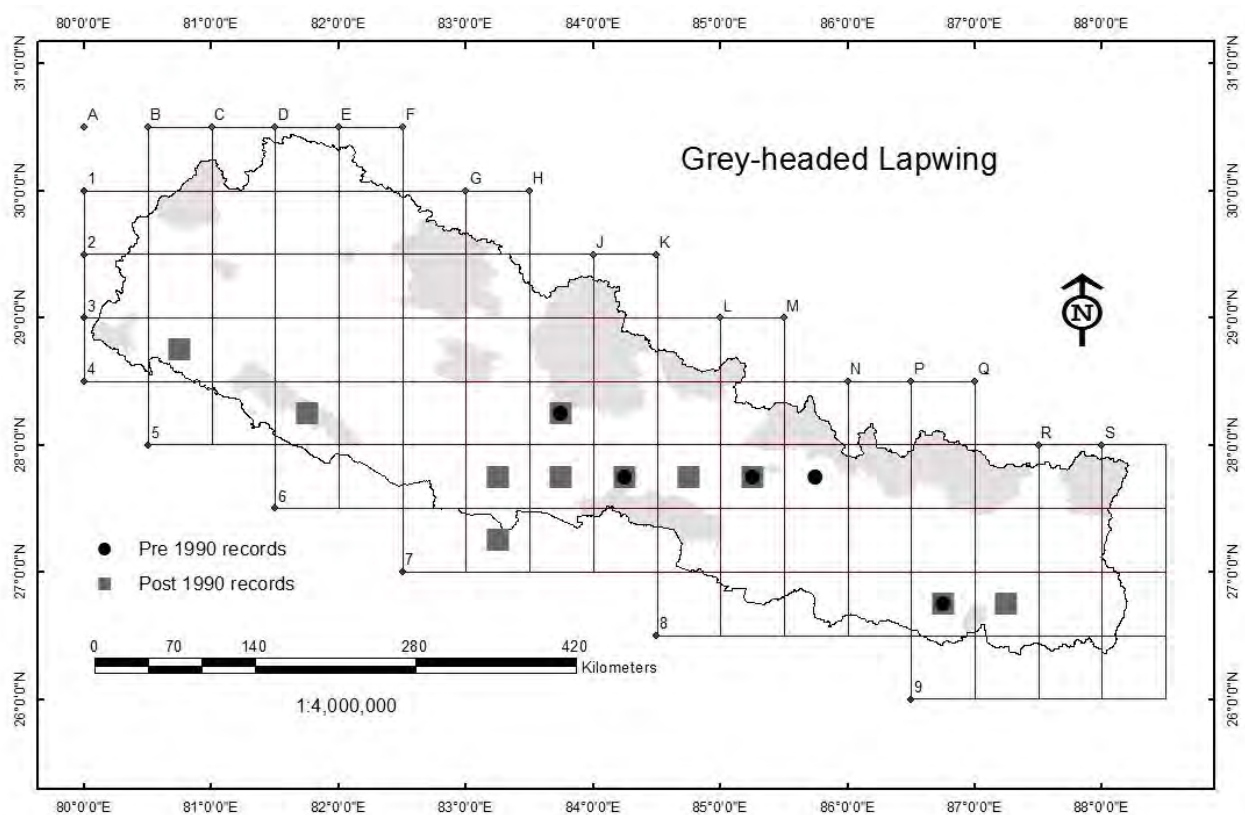 80°0'0"E 81°0'0"E 82°0'0"E 83°0'0"E 84°0'0"E 85°0'0"E 86°0'0"E 87°0'0"E 88°0'0"E
31°0'0"N 31°0'0"N
A B C D E F
Grey-headed Lapwing
30°0'0"N 1 G H 30°0'0"N
2 J K
29°0'0"N 3 L M N 29°0'0"N
4 N P Q
28°0'0"N 5 R S 28°0'0"N
6
Pre 1990 records
Post 1990 records
27°0'0"N 7 27°0'0"N
8
0 70 140 280 420
Kilometers
1:4,000,000
26°0'0"N 9 26°0'0"N
80°0'0"E 81°0'0"E 82°0'0"E 83°0'0"E 84°0'0"E 85°0'0"E 86°0'0"E 87°0'0"E 88°0'0"E